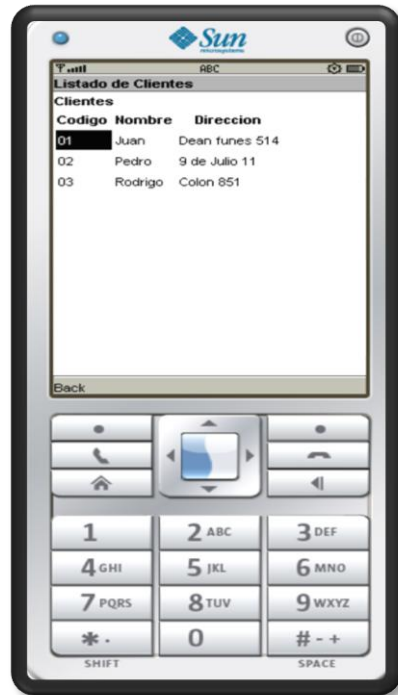 Sun
microsystems
ABC
Listado de Clientes
Clientes
Codigo Nombre Direccion
01 Juan Dean funes 514
02 Pedro 9 de Julio 11
03 Rodrigo Colon 851
Back
1 2 ABC 3 DEF
4 GHI 5 JKL 6 MNO
7 PQRS 8 TUV 9 WXYZ
* . 0 # - +
SHIFT SPACE